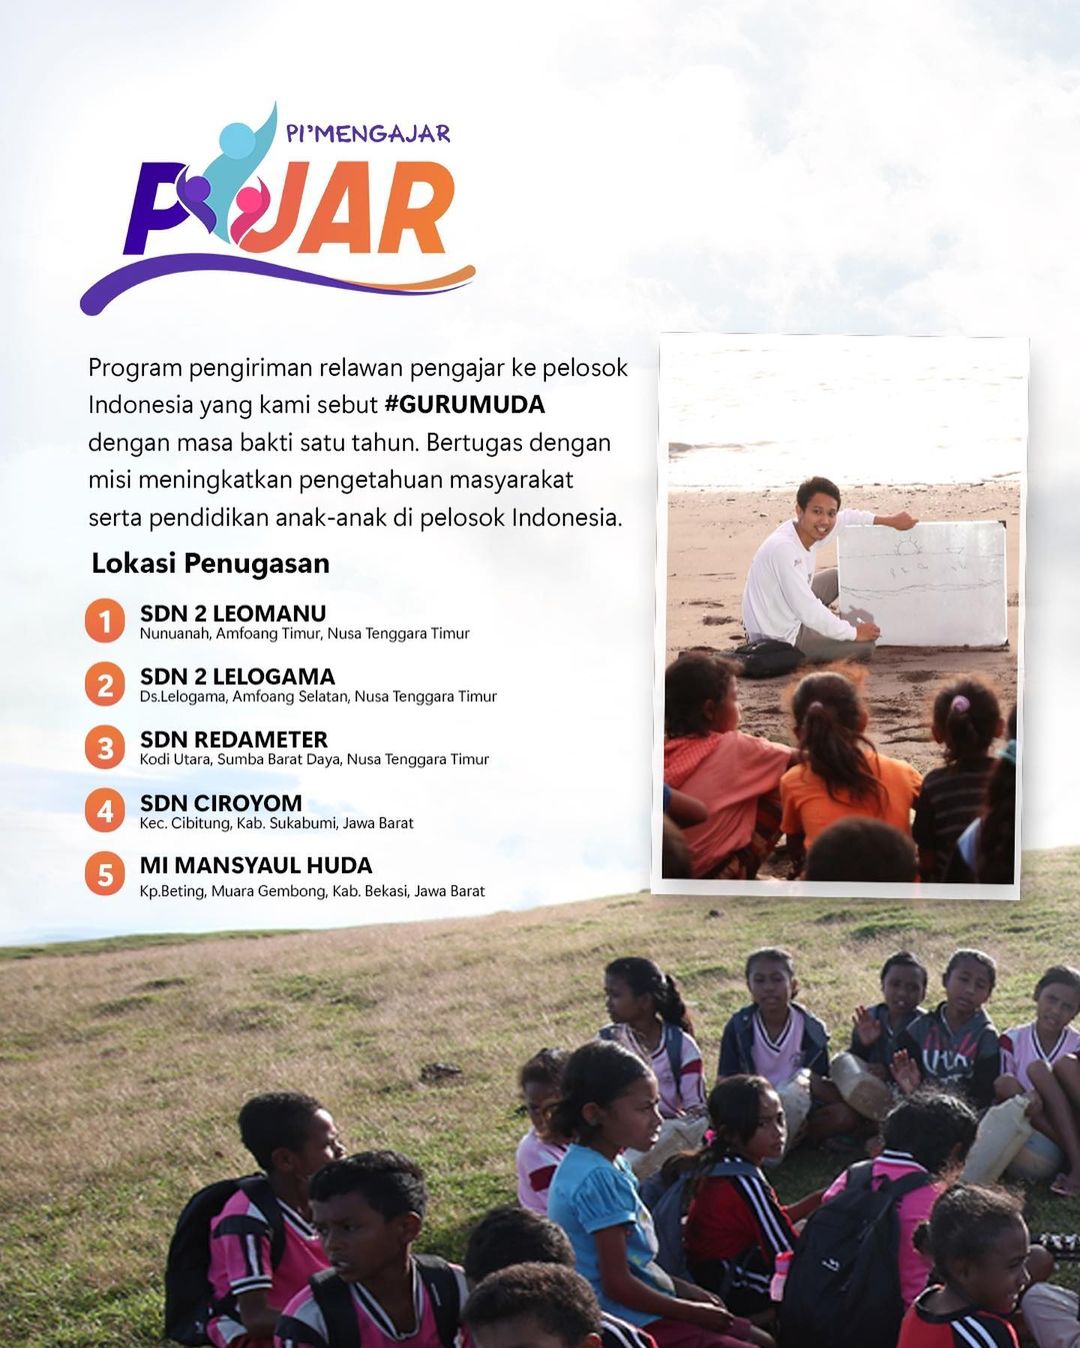 PI'MENGAJAR
PIJAR
Program pengiriman relawan pengajar ke pelosok
Indonesia yang kami sebut #GURUMUDA
dengan masa bakti satu tahun. Bertugas dengan
misi meningkatkan pengetahuan masyarakat
serta pendidikan anak-anak di pelosok Indonesia.
Lokasi Penugasan
1 SDN 2 LEOMANU
Nunuanah, Amfoang Timur, Nusa Tenggara Timur
2 SDN 2 LELOGAMA
Ds.Lelogama, Amfoang Selatan, Nusa Tenggara Timur
3 SDN REDAMETER
Kodi Utara, Sumba Barat Daya, Nusa Tenggara Timur
4 SDN CIROYOM
Kec. Cibitung, Kab. Sukabumi, Jawa Barat
5 MI MANSYAUL HUDA
Kp.Beting, Muara Gembong, Kab. Bekasi, Jawa Barat